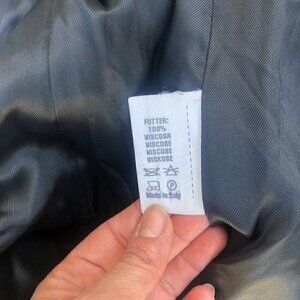 FUTTER:
100%
VISCOSA
VISCOSE
VISCOSE
VISKOSE
P
Made in Italy